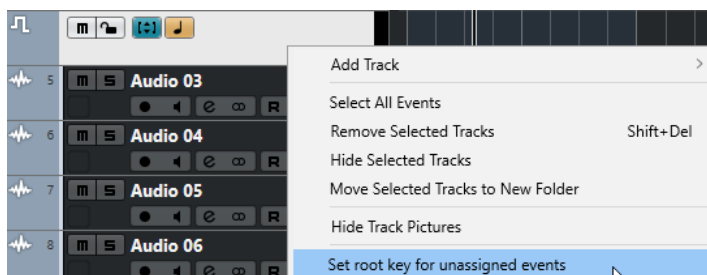 m
Add Track
5 m S Audio 03
e R
Select All Events
6 m S Audio 04
Remove Selected Tracks Shift+Del
e R
Hide Selected Tracks
7 m S Audio 05
Move Selected Tracks to New Folder
e R
Hide Track Pictures
8 m S Audio 06
Set root key for unassigned events
e R